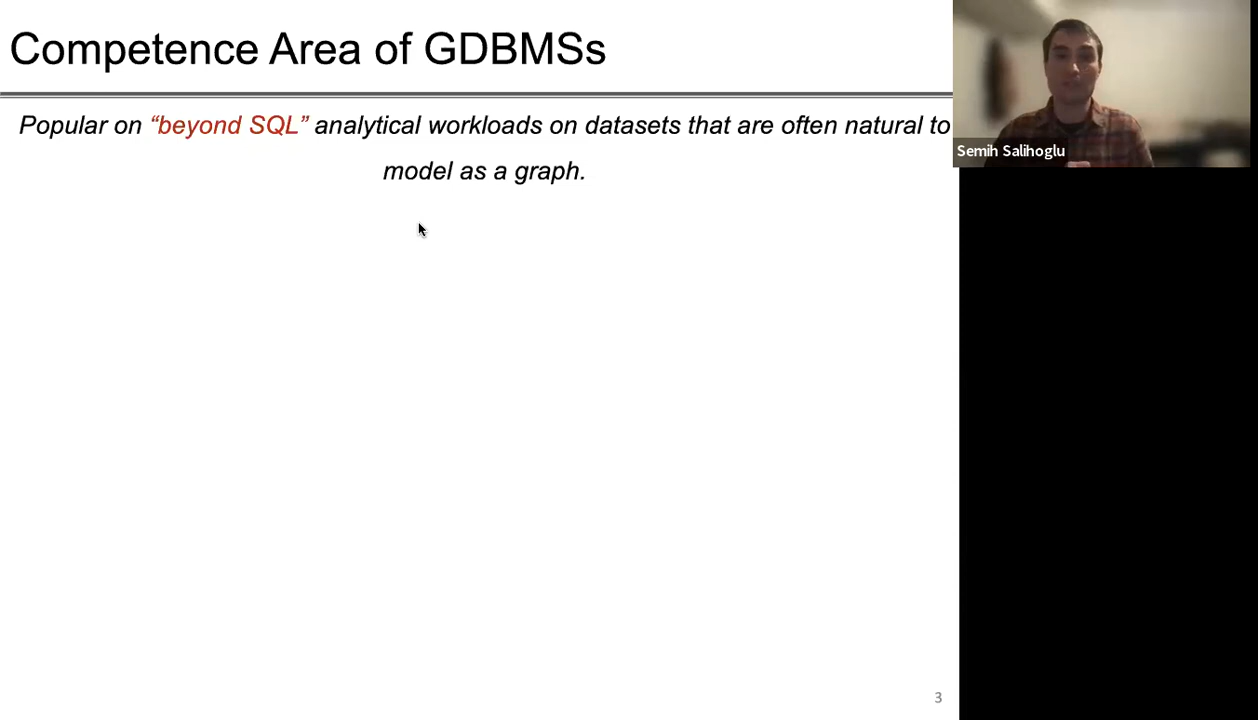 Competence Area of GDBMSs
Popular on “beyond SQL” analytical workloads on datasets that are often natural to
model as a graph.
Semih Salihoglu
3